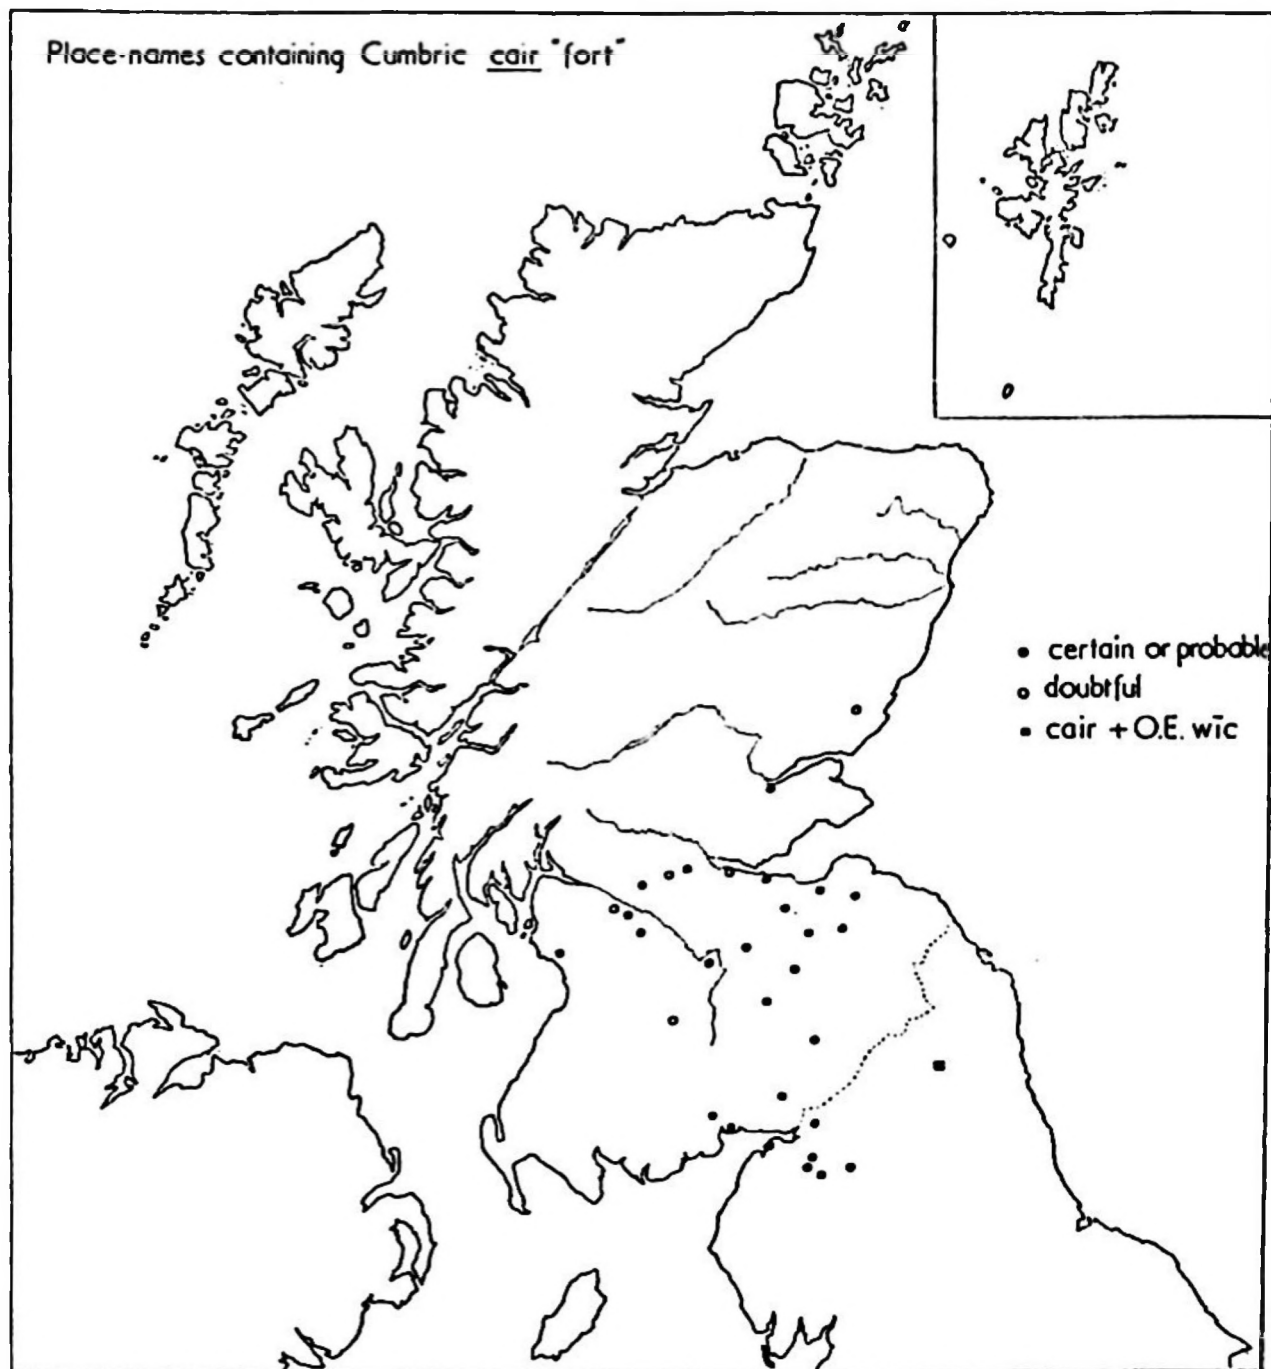 Place-names containing Cumbric cair "fort"
certain or probable
doubtful
cair + O.E. wīc